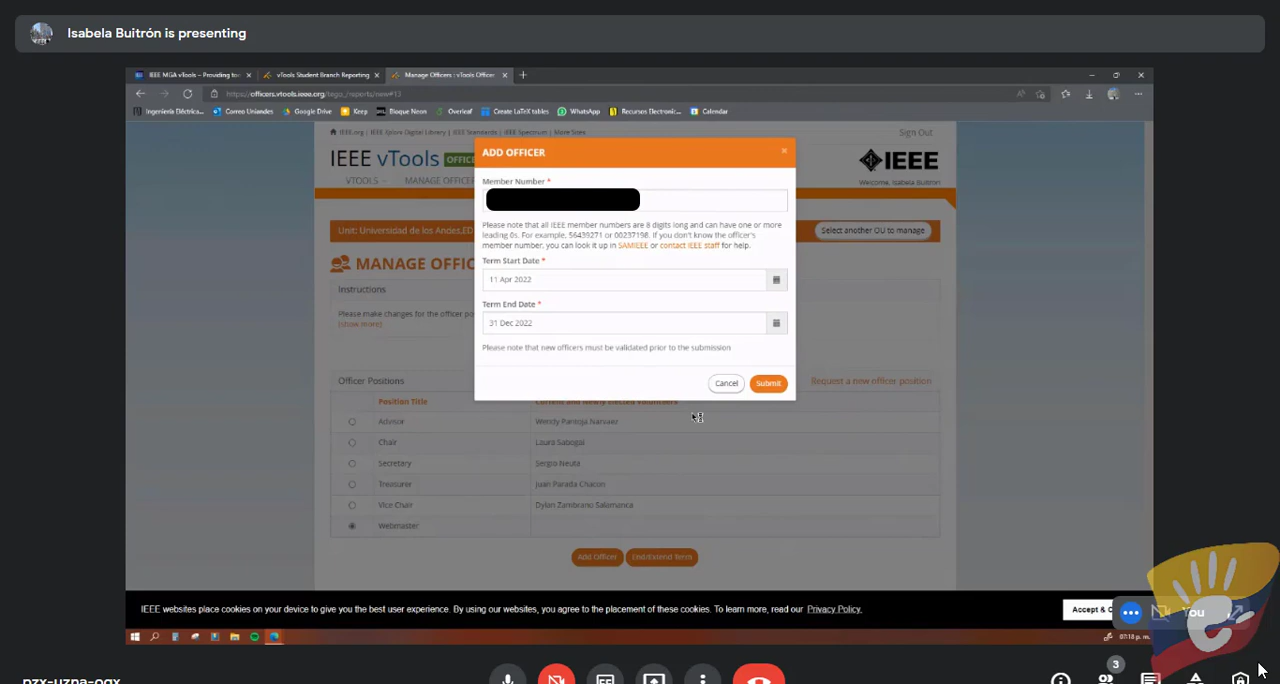 Isabela Buitrón is presenting
IEEE MGA vTools – Providing too
vTools Student Branch Reporting
Manage Officers : vTools Officer
Ingeniería Eléctrica...
Correo Uniandes
Google Drive
Keep
Bloque Neon
Overleaf
Create LaTeX tables
WhatsApp
Recursos Electronic...
Calendar
IEEE.org | IEEE Xplore Digital Library | IEEE Standards | IEEE Spectrum | More Sites
Sign Out
IEEE vTools OFFICE
IEEE
VTOOLS
MANAGE OFFICER
Welcome, Isabela Buitrón
ADD OFFICER
Member Number *
Please note that all IEEE member numbers are 8 digits long and can have one or more
leading 0s. For example, 56439271 or 00237198. If you don't know the officer's
member number, you can look it up in SAMIEEE or contact IEEE staff for help.
Term Start Date *
11 Apr 2022
Term End Date *
31 Dec 2022
Please note that new officers must be validated prior to the submission
Cancel
Submit
Unit: Universidad de los Andes,ED
Select another OU to manage
MANAGE OFFIC
Instructions
Please make changes for the officer po
(show more)
Officer Positions
Request a new officer position
Position Title
Current and Newly Elected Volunteers
Advisor
Wendy Pantoja Narvaez
Chair
Laura Sabogal
Secretary
Sergio Neuta
Treasurer
Juan Parada Chacon
Vice Chair
Dylan Zambrano Salamanca
Webmaster
Add Officer
End/Extend Term
IEEE websites place cookies on your device to give you the best user experience. By using our websites, you agree to the placement of these cookies. To learn more, read our Privacy Policy.
Accept & C
You
07:18 p. m.
3